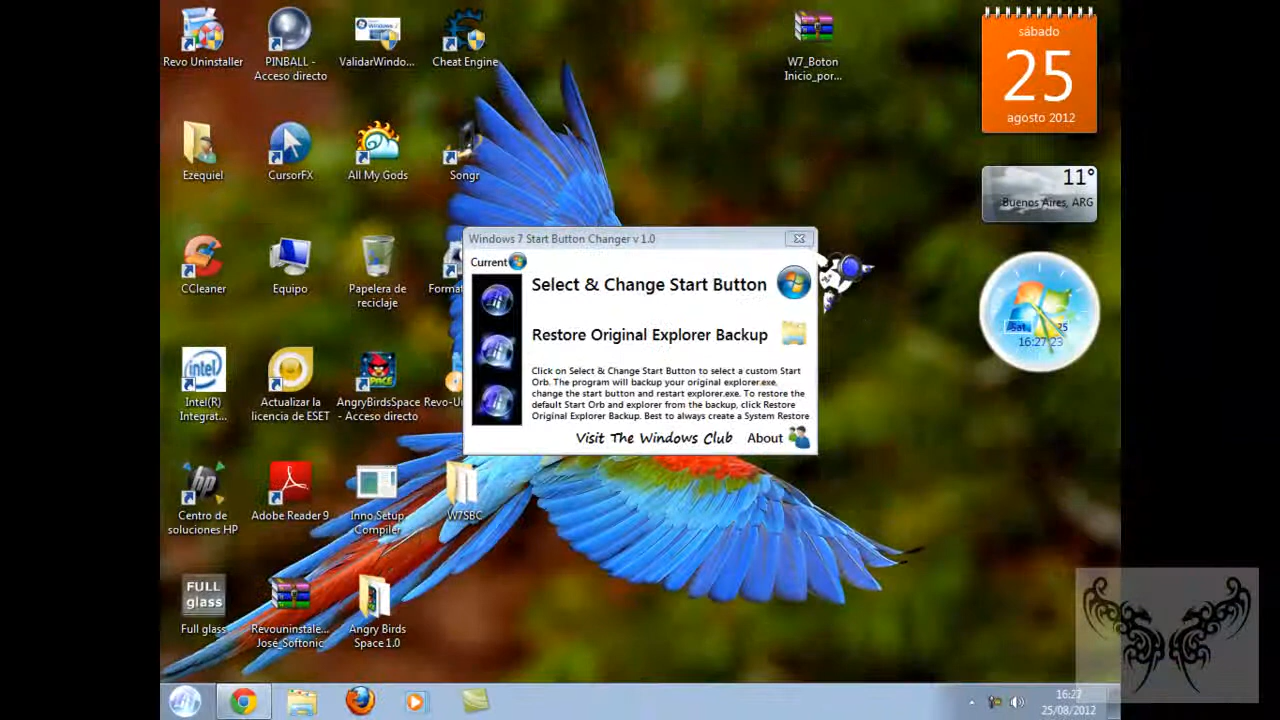 Revo Uninstaller
PINBALL -
Acceso directo
ValidarWindo...
Cheat Engine
W7_Boton
Inicio_por...
sábado
25
agosto 2012
Ezequiel
CursorFX
All My Gods
Songr
11°
Buenos Aires, ARG
CCleaner
Equipo
Papelera de
reciclaje
Format
Windows 7 Start Button Changer v 1.0
Current
Select & Change Start Button
Restore Original Explorer Backup
Click on Select & Change Start Button to select a custom Start
Orb. The program will backup your original explorer.exe,
change the start button and restart explorer.exe. To restore the
default Start Orb and explorer from the backup, click Restore
Original Explorer Backup. Best to always create a System Restore
Visit The Windows Club
About
Sat
25
16:27:23
intel
Intel(R)
Integrat...
Actualizar la
licencia de ESET
SPACE
AngryBirdsSpace
- Acceso directo
Revo-Un
hp
Centro de
soluciones HP
Adobe Reader 9
Inno Setup
Compiler
W7SBC
FULL
glass
Full glass
Revouninstale...
José_Softonic
Angry Birds
Space 1.0
16:27
25/08/2012